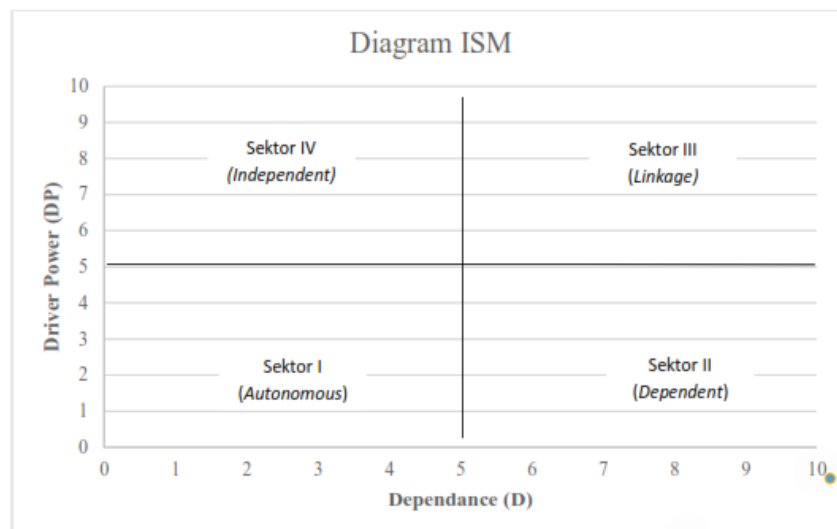 Diagram ISM
Driver Power (DP)
10
9
8
7
6
5
4
3
2
1
0
Sektor IV
(Independent)
Sektor III
(Linkage)
Sektor I
(Autonomous)
Sektor II
(Dependent)
0 1 2 3 4 5 6 7 8 9 10
Dependance (D)